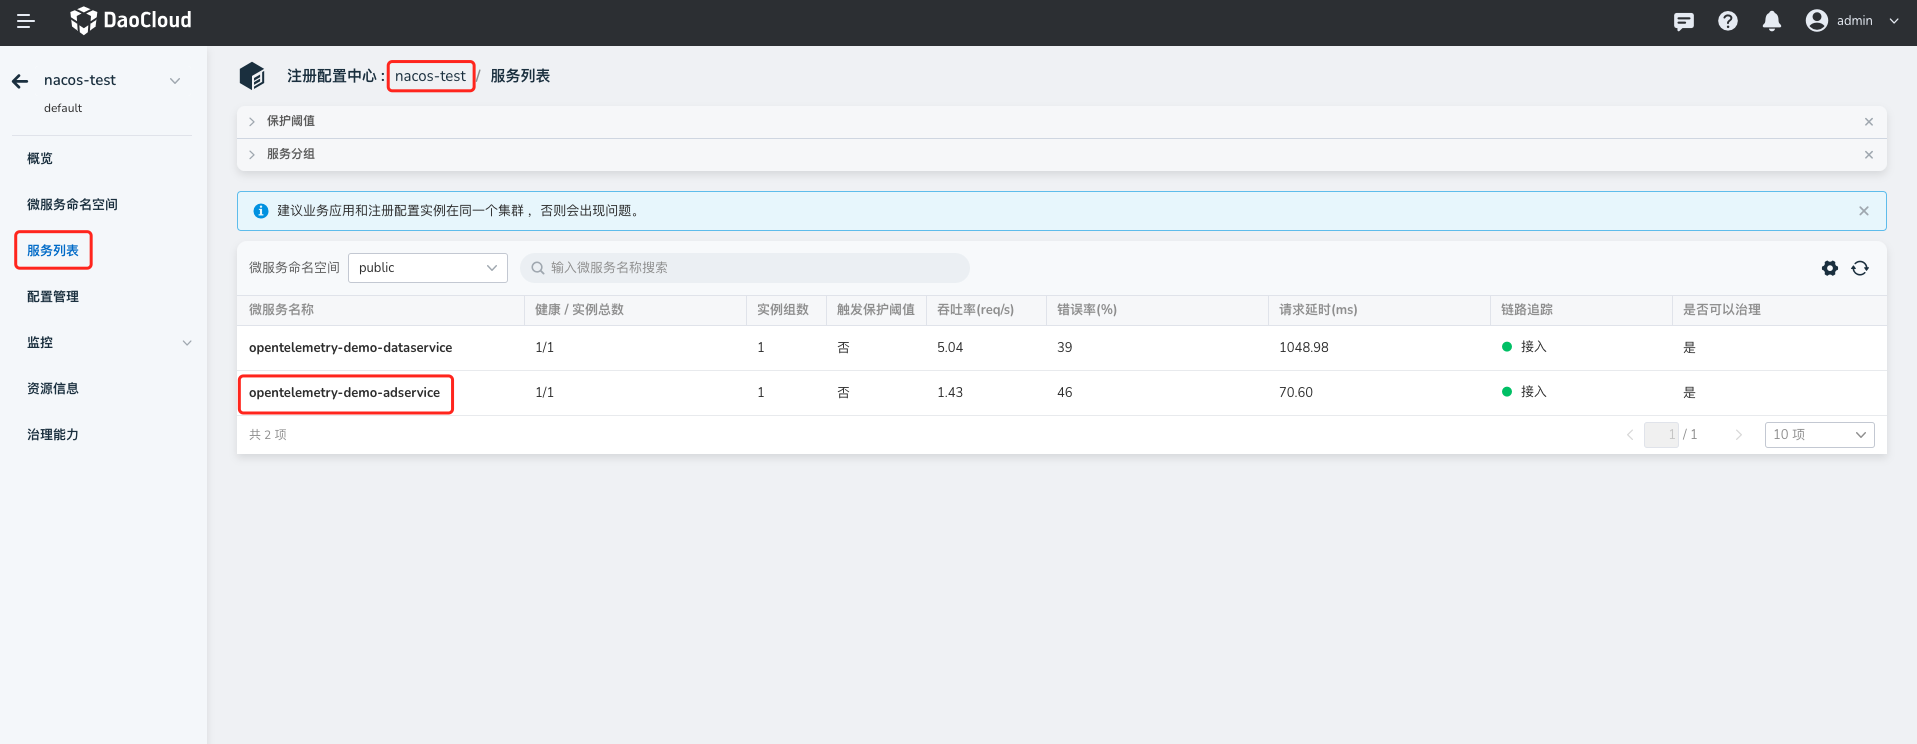 DaoCloud
admin
nacos-test
default
概览
微服务命名空间
服务列表
配置管理
监控
资源信息
治理能力
注册配置中心 : nacos-test / 服务列表
保护阈值
服务分组
建议业务应用和注册配置实例在同一个集群，否则会出现问题。
微服务命名空间 public 输入微服务名称搜索
微服务名称 健康 / 实例总数 实例组数 触发保护阈值 吞吐率(req/s) 错误率(%) 请求延时(ms) 链路追踪 是否可以治理
opentelemetry-demo-dataservice 1/1 1 否 5.04 39 1048.98 接入 是
opentelemetry-demo-adservice 1/1 1 否 1.43 46 70.60 接入 是
共 2 项 1 / 1 10 项